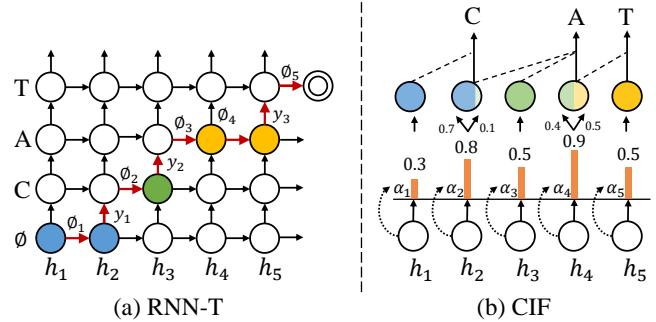 C A T
T ∅₅
A ∅₃ ∅₄ y₃
0.7 0.1 0.4 0.5
C ∅₂ y₂
0.3 0.8 0.5 0.9 0.5
α₁ α₂ α₃ α₄ α₅
∅ ∅₁ y₁
h₁ h₂ h₃ h₄ h₅
h₁ h₂ h₃ h₄ h₅
(a) RNN-T
(b) CIF